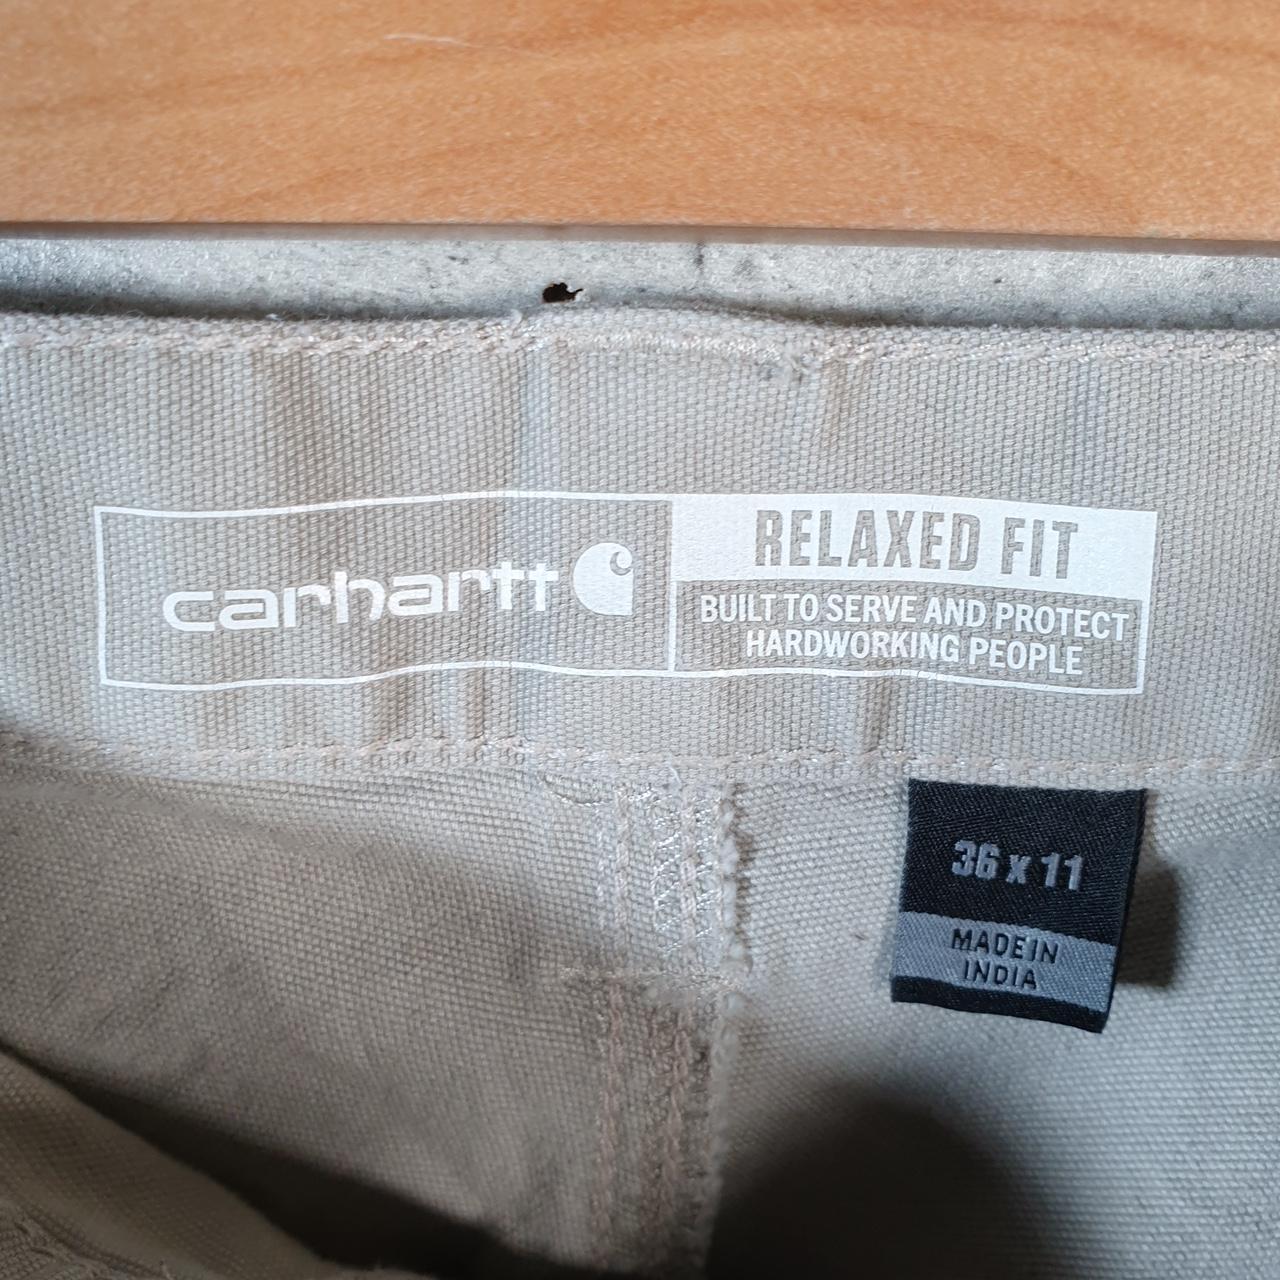 carhartt
RELAXED FIT
BUILT TO SERVE AND PROTECT
HARDWORKING PEOPLE
36 x 11
MADE IN
INDIA